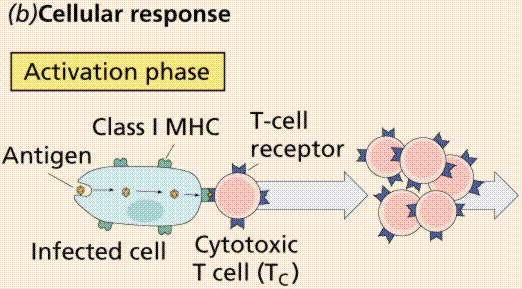 (b)Cellular response
Activation phase
Class I MHC
T-cell
receptor
Antigen
Infected cell
Cytotoxic
T cell (TC)